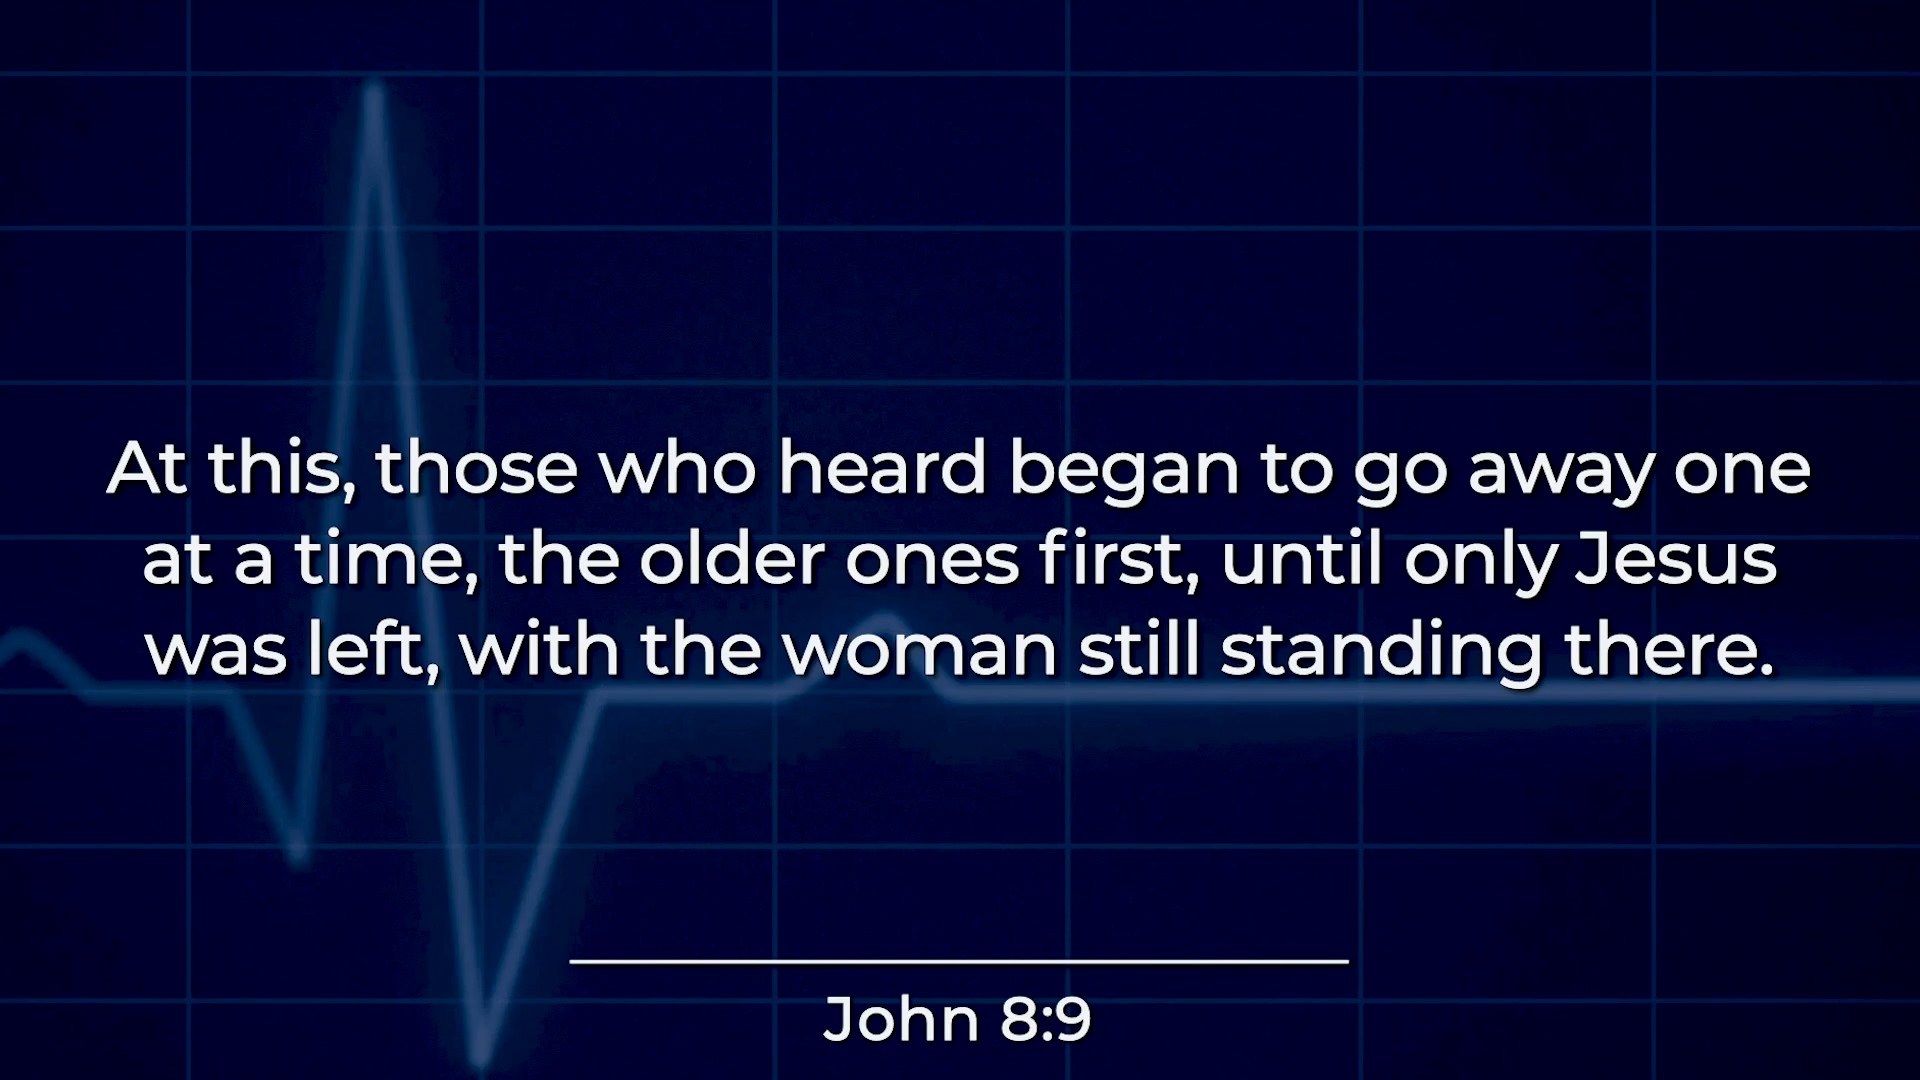 At this, those who heard began to go away one
at a time, the older ones first, until only Jesus
was left, with the woman still standing there.
John 8:9